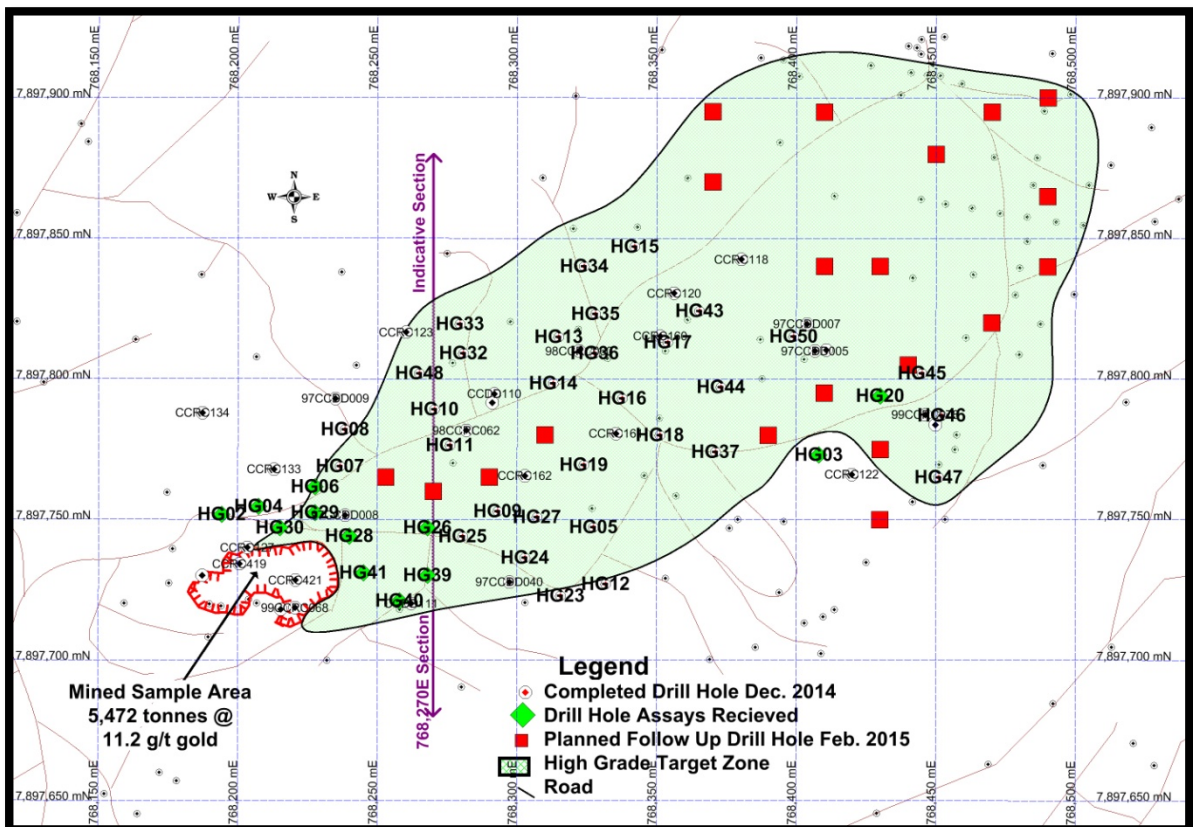 768,150 mE
768,200 mE
768,250 mE
768,300 mE
768,350 mE
768,400 mE
768,450 mE
768,500 mE
7,897,900 mN
7,897,900 mN
N
W E
S
Indicative Section
7,897,850 mN
7,897,850 mN
HG15
HG34
CCRC118
CCRC120
HG35
HG43
CCRC123
HG33
97CCRD007
HG13
HG17
HG50
HG32
HG36
97CCRD005
7,897,800 mN
7,897,800 mN
HG48
HG14
HG44
HG45
97CCRD009
CCDD110
HG16
HG20
CCRC134
HG10
HG46
HG08
98CCRC062
HG11
HG18
HG37
HG03
CCRC133
HG07
HG19
CCRC162
CCRC122
HG47
HG06
HG04
HG02
HG29
HG09
HG27
7,897,750 mN
7,897,750 mN
HG30
HG26
HG05
HG28
HG25
CCRC419
HG24
HG41
HG39
CCRC421
97CCRD040
HG12
HG40
HG23
99CCRC068
7,897,700 mN
7,897,700 mN
768,270E Section
Mined Sample Area
5,472 tonnes @
11.2 g/t gold
Legend
Completed Drill Hole Dec. 2014
Drill Hole Assays Recieved
Planned Follow Up Drill Hole Feb. 2015
High Grade Target Zone
Road
7,897,650 mN
7,897,650 mN
768,150 mE
768,200 mE
768,250 mE
768,300 mE
768,350 mE
768,400 mE
768,450 mE
768,500 mE